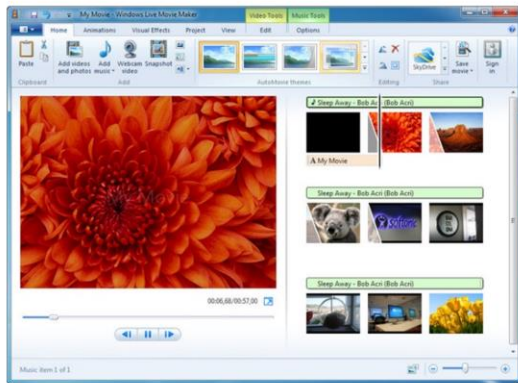 My Movie - Windows Live Movie Maker
Video Tools
Music Tools
Home
Animations
Visual Effects
Project
View
Edit
Options
Paste
Add videos and photos
Add music
Webcam video
Snapshot
SkyDrive
Save movie
Sign in
Clipboard
Add
AutoMovie themes
Editing
Share
Sleep Away - Bob Acri (Bob Acri)
A My Movie
Sleep Away - Bob Acri (Bob Acri)
Softonic
Sleep Away - Bob Acri (Bob Acri)
00:06,68/00:57,00
Music item 1 of 1